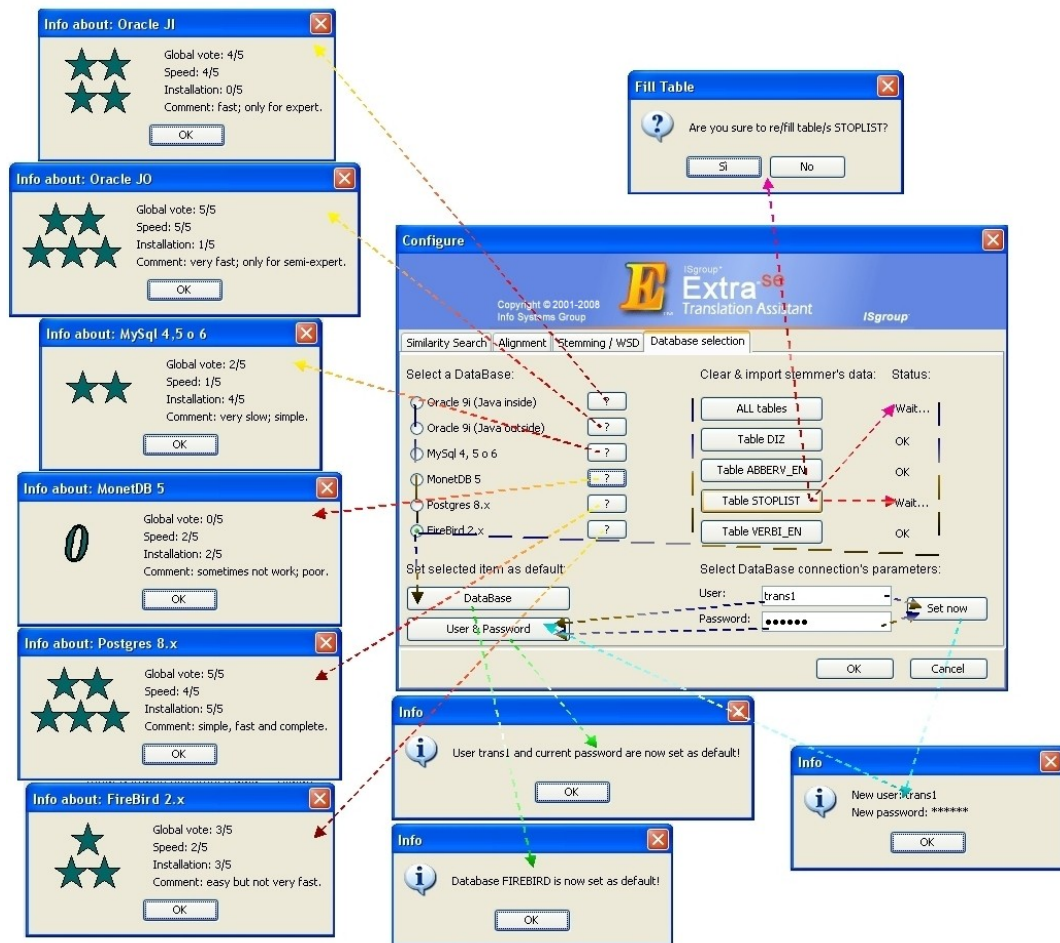 Info about: Oracle JI
Global vote: 4/5
Speed: 4/5
Installation: 0/5
Comment: fast; only for expert.
OK
Info about: Oracle JO
Global vote: 5/5
Speed: 5/5
Installation: 1/5
Comment: very fast; only for semi-expert.
OK
Info about: MySql 4,5 o 6
Global vote: 2/5
Speed: 1/5
Installation: 4/5
Comment: very slow; simple.
OK
Info about: MonetDB 5
0
Global vote: 0/5
Speed: 2/5
Installation: 2/5
Comment: sometimes not work; poor.
OK
Info about: Postgres 8.x
Global vote: 5/5
Speed: 4/5
Installation: 5/5
Comment: simple, fast and complete.
OK
Info about: FireBird 2.x
Global vote: 3/5
Speed: 2/5
Installation: 3/5
Comment: easy but not very fast.
OK
Fill Table
Are you sure to re/fill table/s STOPLIST?
Sì No
Configure
Copyright © 2001-2008
Info Systems Group
E
TM
ISgroup
Extra se
Translation Assistant
ISgroup
Similarity Search Alignment Stemming / WSD Database selection
Select a DataBase: Clear & import stemmer's data: Status:
Oracle 9i (Java inside) ? ALL tables Wait...
Oracle 9i (Java outside) ? Table DIZ OK
MySql 4, 5 o 6 ? Table ABBERV_EN OK
MonetDB 5 ? Table STOPLIST Wait...
Postgres 8.x ? Table VERBI_EN OK
FireBird 2.x ?
Set selected item as default: Select DataBase connection's parameters:
DataBase User: trans1 Set now
User & Password Password: ●●●●●●
OK Cancel
Info
User trans1 and current password are now set as default!
OK
Info
Database FIREBIRD is now set as default!
OK
Info
New user: trans1
New password: ******
OK